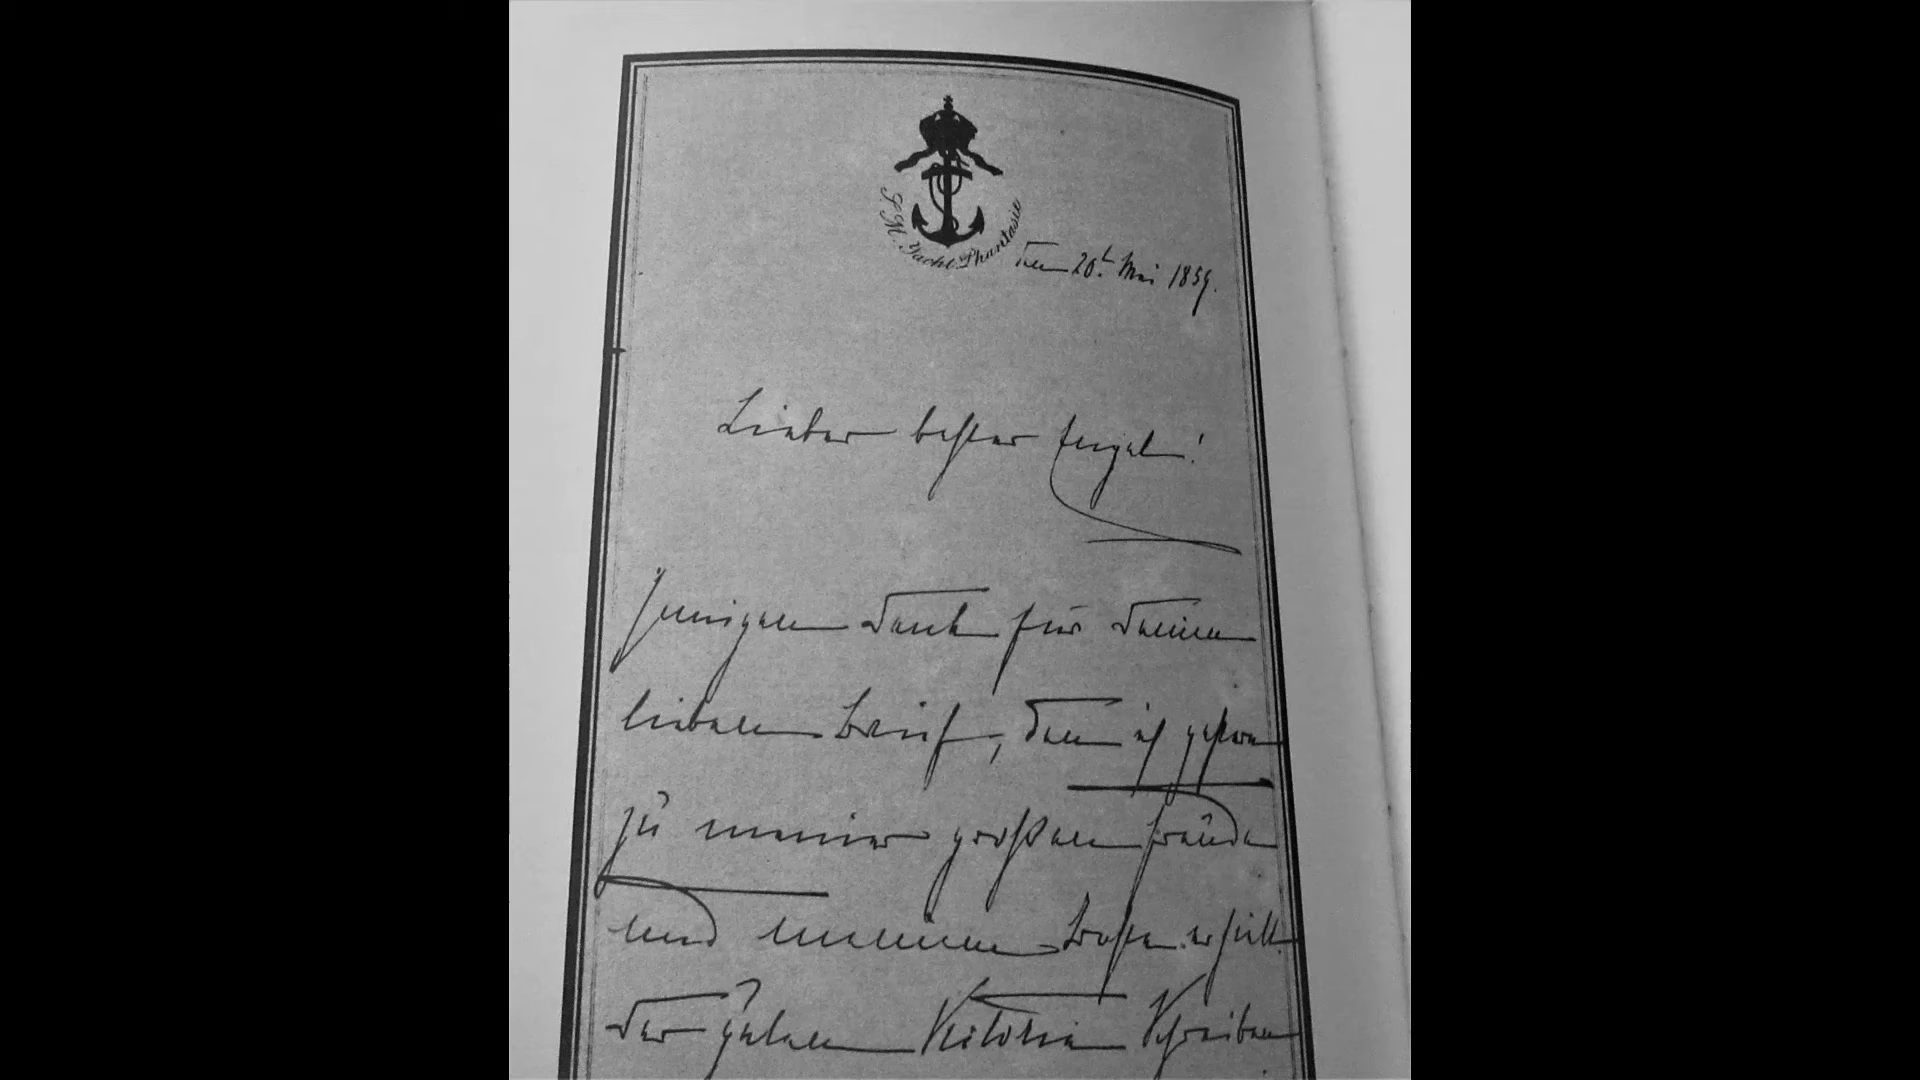 S. M. Yacht Phantasie
Den 20t Mai 1859.
Lieber bester Engel!
Innigen Dank für Deinen
lieben Brief, den ich gestern
zu meiner großen Freude
und meinem erhielt
Der guten Viktoria Schreiben